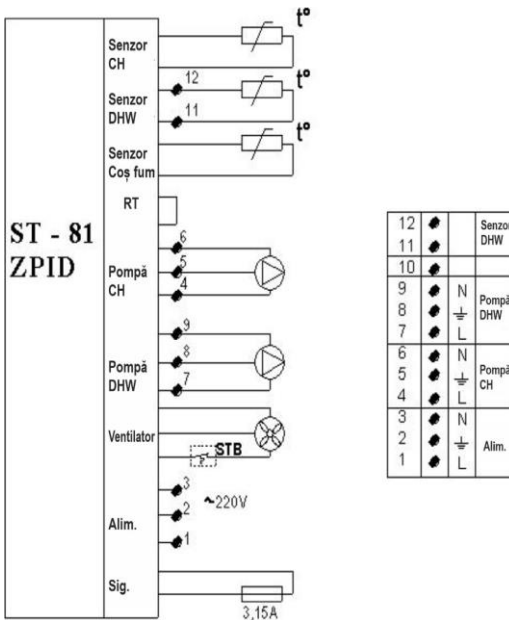 ST - 81
ZPID
Senzor
CH
t°
12
Senzor
DHW
11
t°
Senzor
Coș fum
t°
RT
6
5
Pompă
CH
4
9
8
Pompă
DHW
7
Ventilator
STB
3
~220V
2
Alim.
1
Sig.
3,15A
12 Senzor
11 DHW
10
9 N Pompă
8 DHW
7 L
6 N Pompă
5 CH
4 L
3 N
2 Alim.
1 L